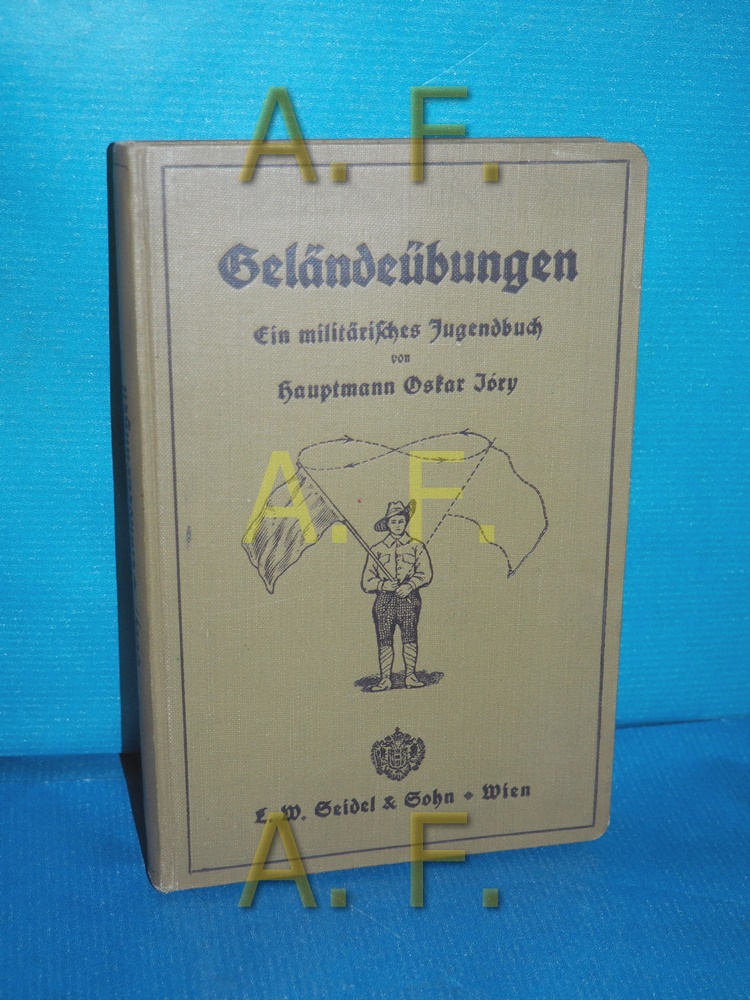 A. F.
Geländeübungen
Ein militärisches Jugendbuch
von
Hauptmann Oskar Jóry
A. F.
L. W. Seidel & Sohn * Wien
A. F.